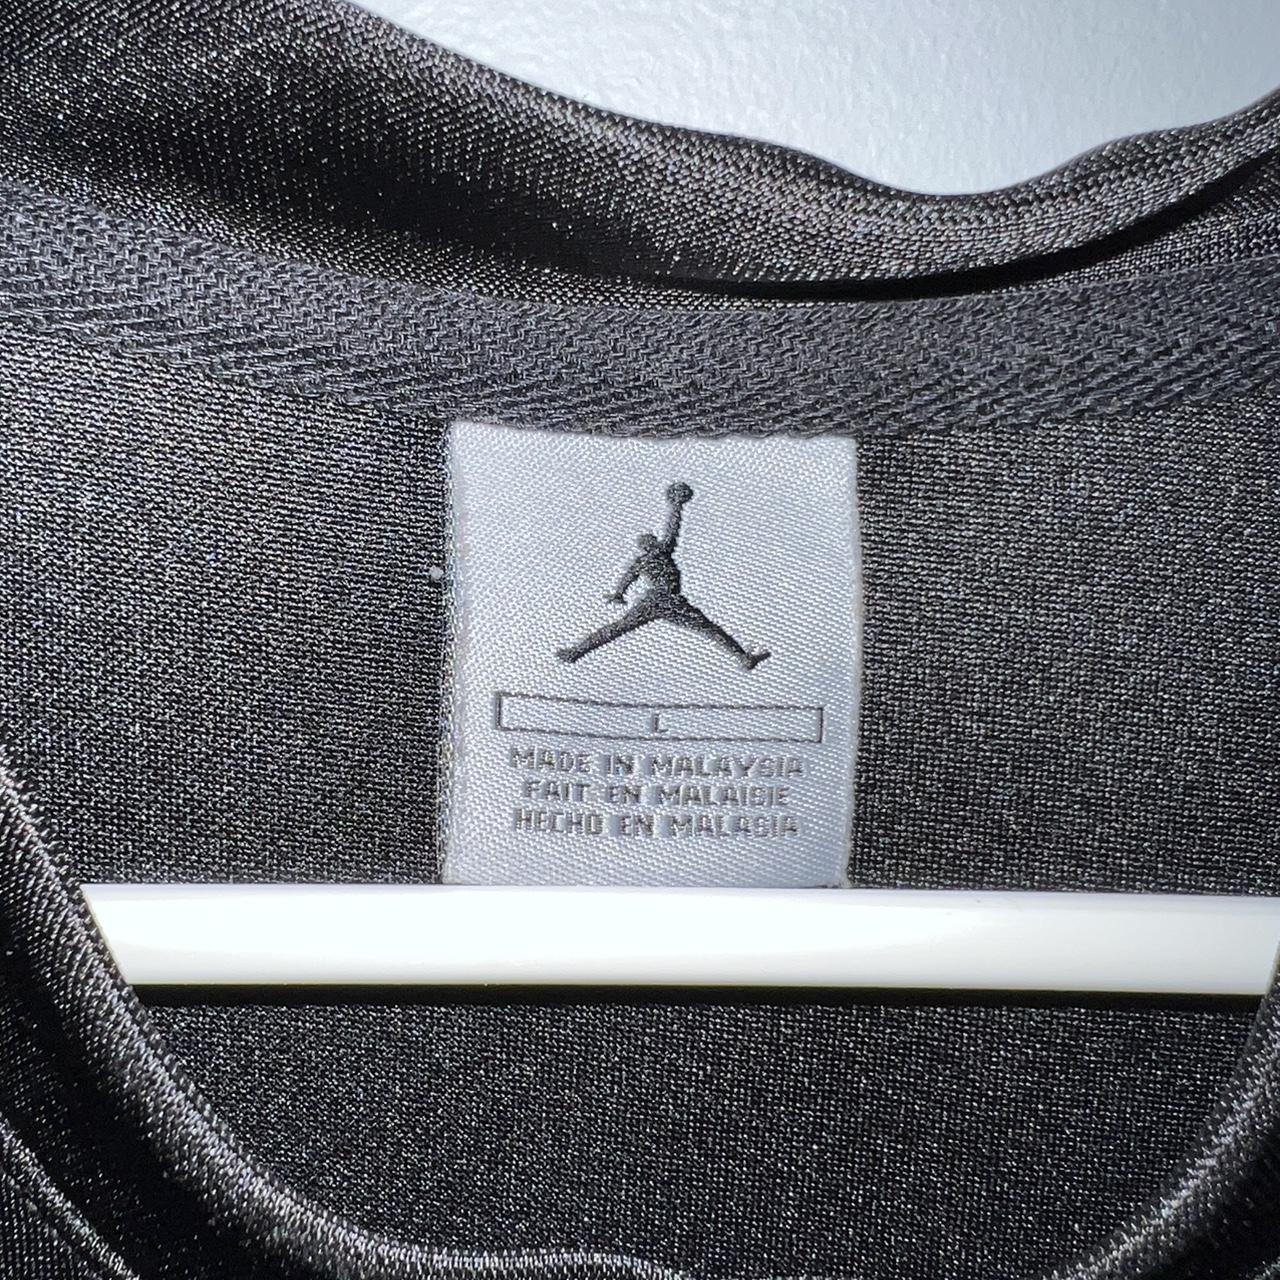 L
MADE IN MALAYSIA
FAIT EN MALAISIE
HECHO EN MALASIA